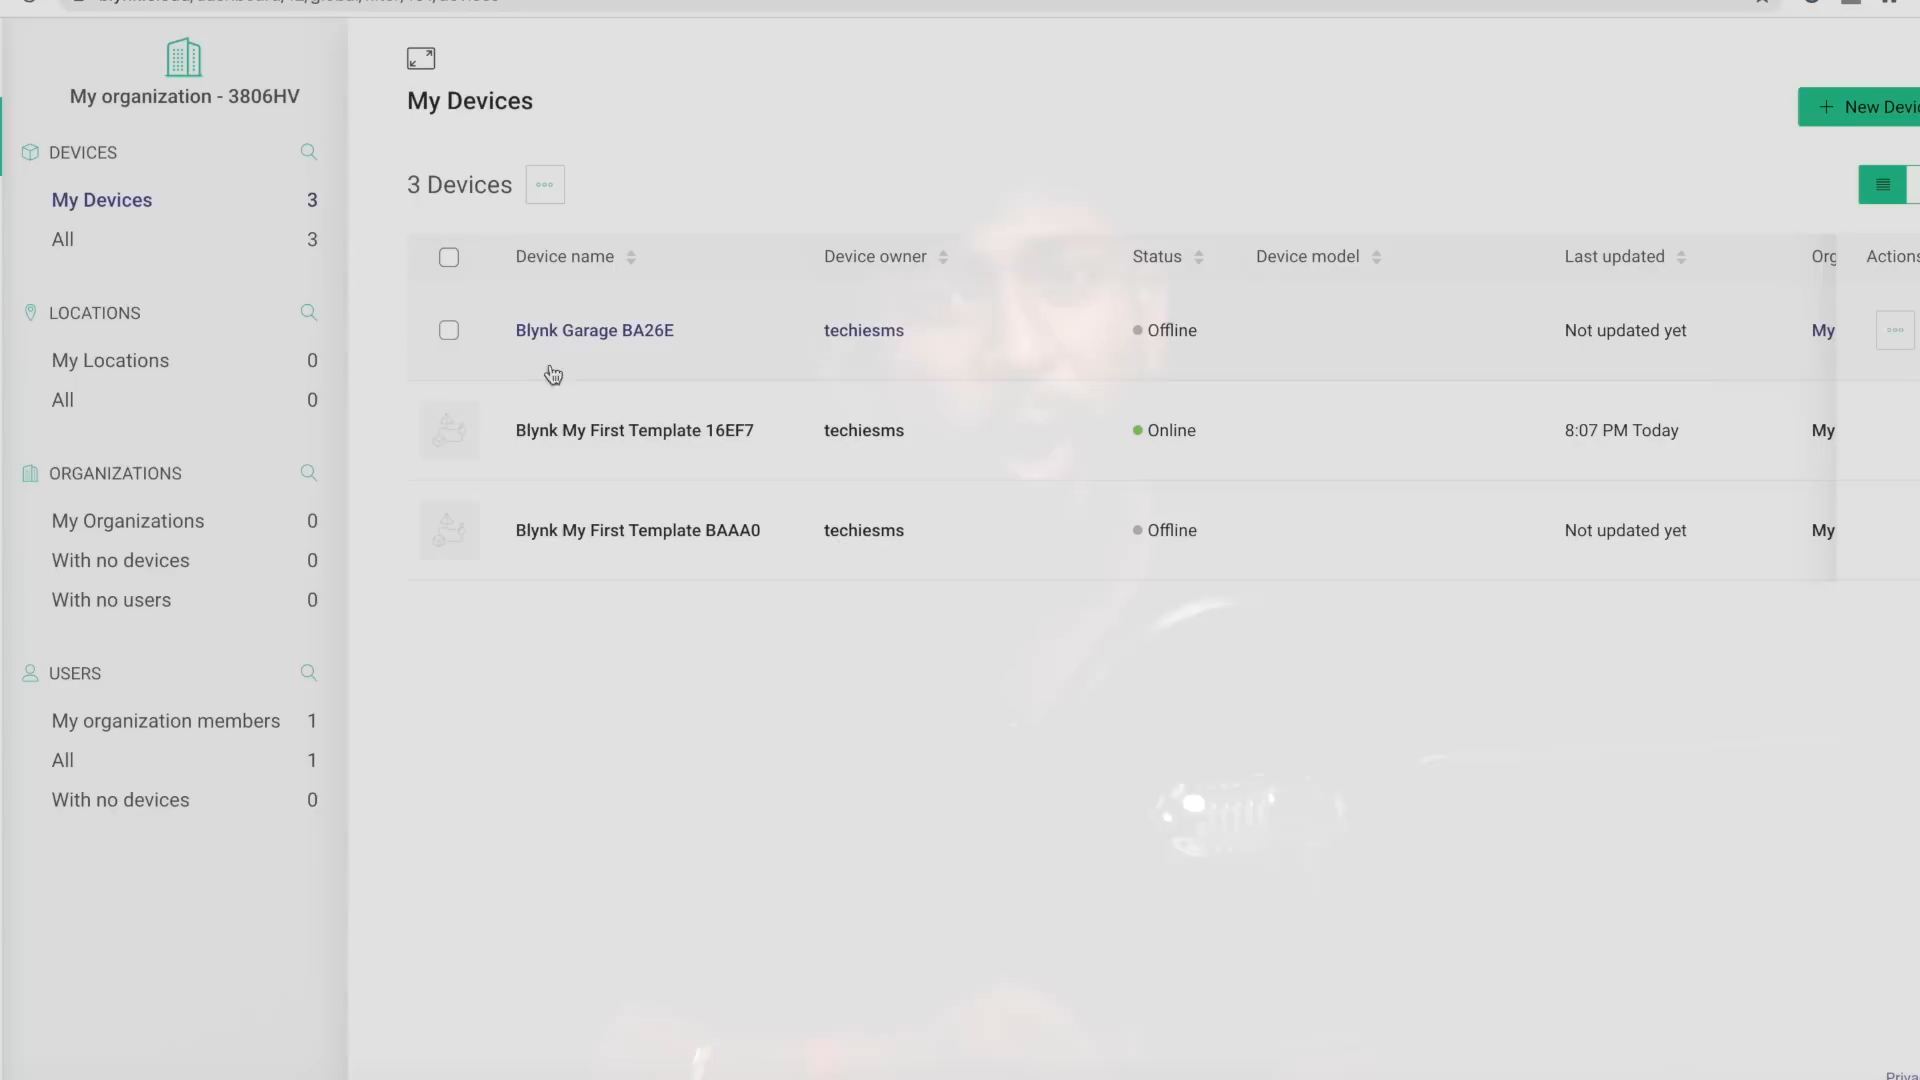 My organization - 3806HV
DEVICES
My Devices 3
All 3
LOCATIONS
My Locations 0
All 0
ORGANIZATIONS
My Organizations 0
With no devices 0
With no users 0
USERS
My organization members 1
All 1
With no devices 0
My Devices
+ New Devic
3 Devices
Device name Device owner Status Device model Last updated Org Actions
Blynk Garage BA26E techiesms Offline Not updated yet My
Blynk My First Template 16EF7 techiesms Online 8:07 PM Today My
Blynk My First Template BAAA0 techiesms Offline Not updated yet My
Priva